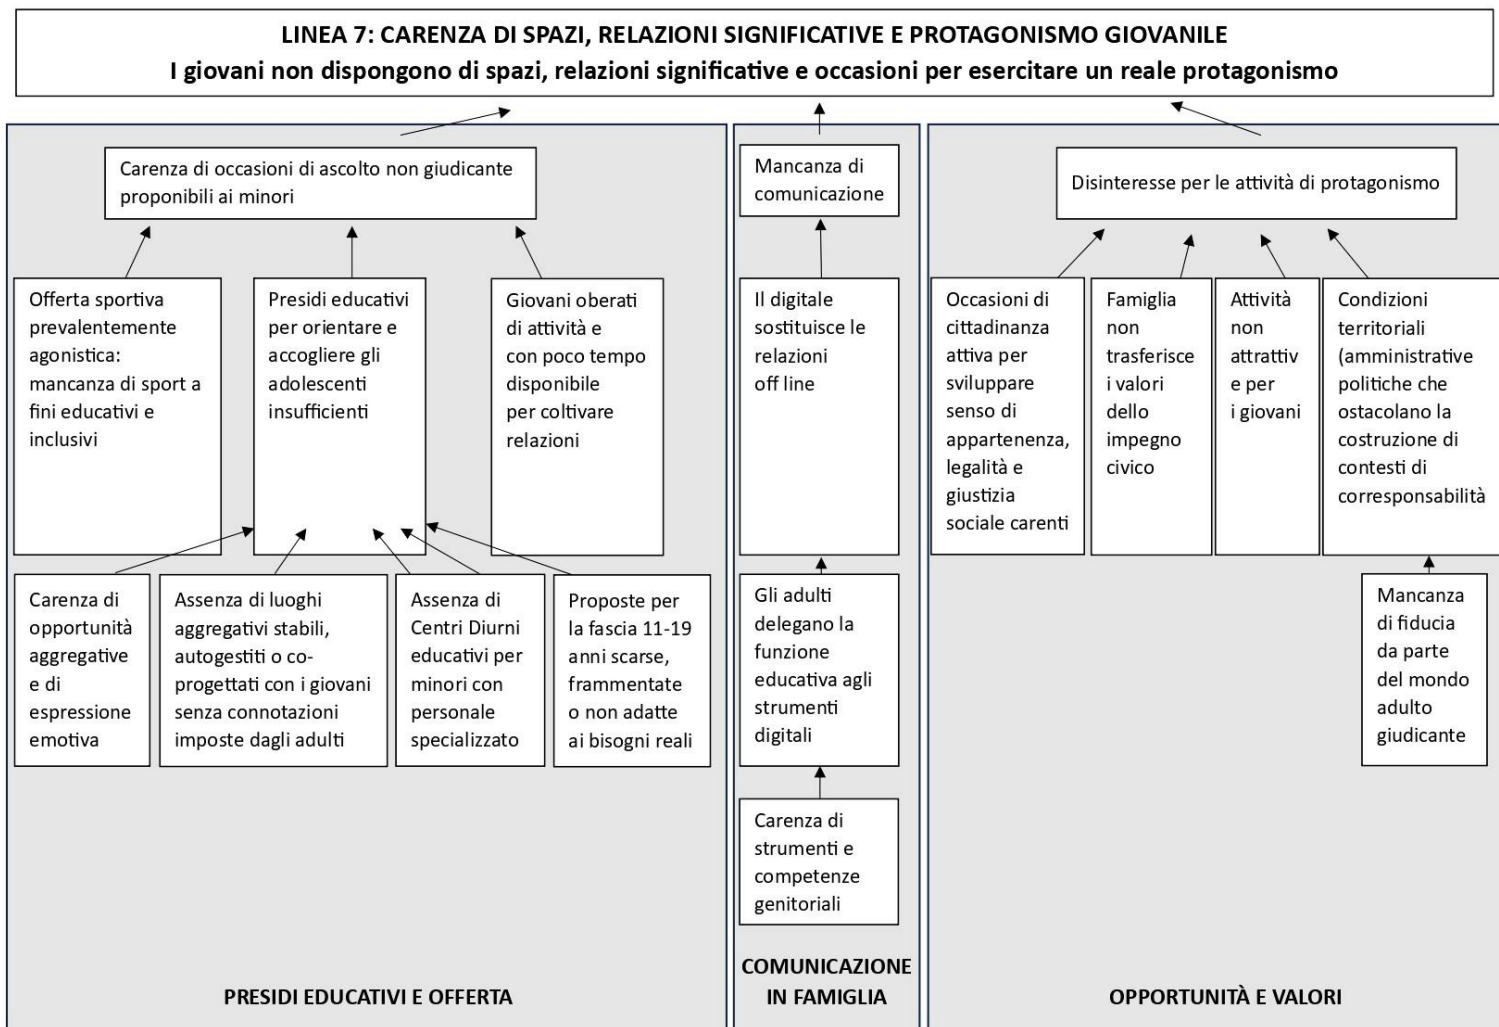 LINEA 7: CARENZA DI SPAZI, RELAZIONI SIGNIFICATIVE E PROTAGONISMO GIOVANILE
I giovani non dispongono di spazi, relazioni significative e occasioni per esercitare un reale protagonismo
Carenza di occasioni di ascolto non giudicante
proponibili ai minori
Offerta sportiva
prevalentemente
agonistica:
mancanza di sport a
fini educativi e
inclusivi
Presidi educativi
per orientare e
accogliere gli
adolescenti
insufficienti
Giovani oberati
di attività e
con poco tempo
disponibile
per coltivare
relazioni
Carenza di
opportunità
aggregative
e di
espressione
emotiva
Assenza di luoghi
aggregativi stabili,
autogestiti o co-
progettati con i giovani
senza connotazioni
imposte dagli adulti
Assenza di
Centri Diurni
educativi per
minori con
personale
specializzato
Proposte per
la fascia 11-19
anni scarse,
frammentate
o non adatte
ai bisogni reali
PRESIDI EDUCATIVI E OFFERTA
Mancanza di
comunicazione
Il digitale
sostituisce le
relazioni
off line
Gli adulti
delegano la
funzione
educativa agli
strumenti
digitali
Carenza di
strumenti e
competenze
genitoriali
COMUNICAZIONE
IN FAMIGLIA
Disinteresse per le attività di protagonismo
Occasioni di
cittadinanza
attiva per
sviluppare
senso di
appartenenza,
legalità e
giustizia
sociale carenti
Famiglia
non
trasferisce
i valori
dello
impegno
civico
Attività
non
attrattiv
e per
i giovani
Condizioni
territoriali
(amministrative
politiche che
ostacolano la
costruzione di
contesti di
corresponsabilità
Mancanza
di fiducia
da parte
del mondo
adulto
giudicante
OPPORTUNITÀ E VALORI